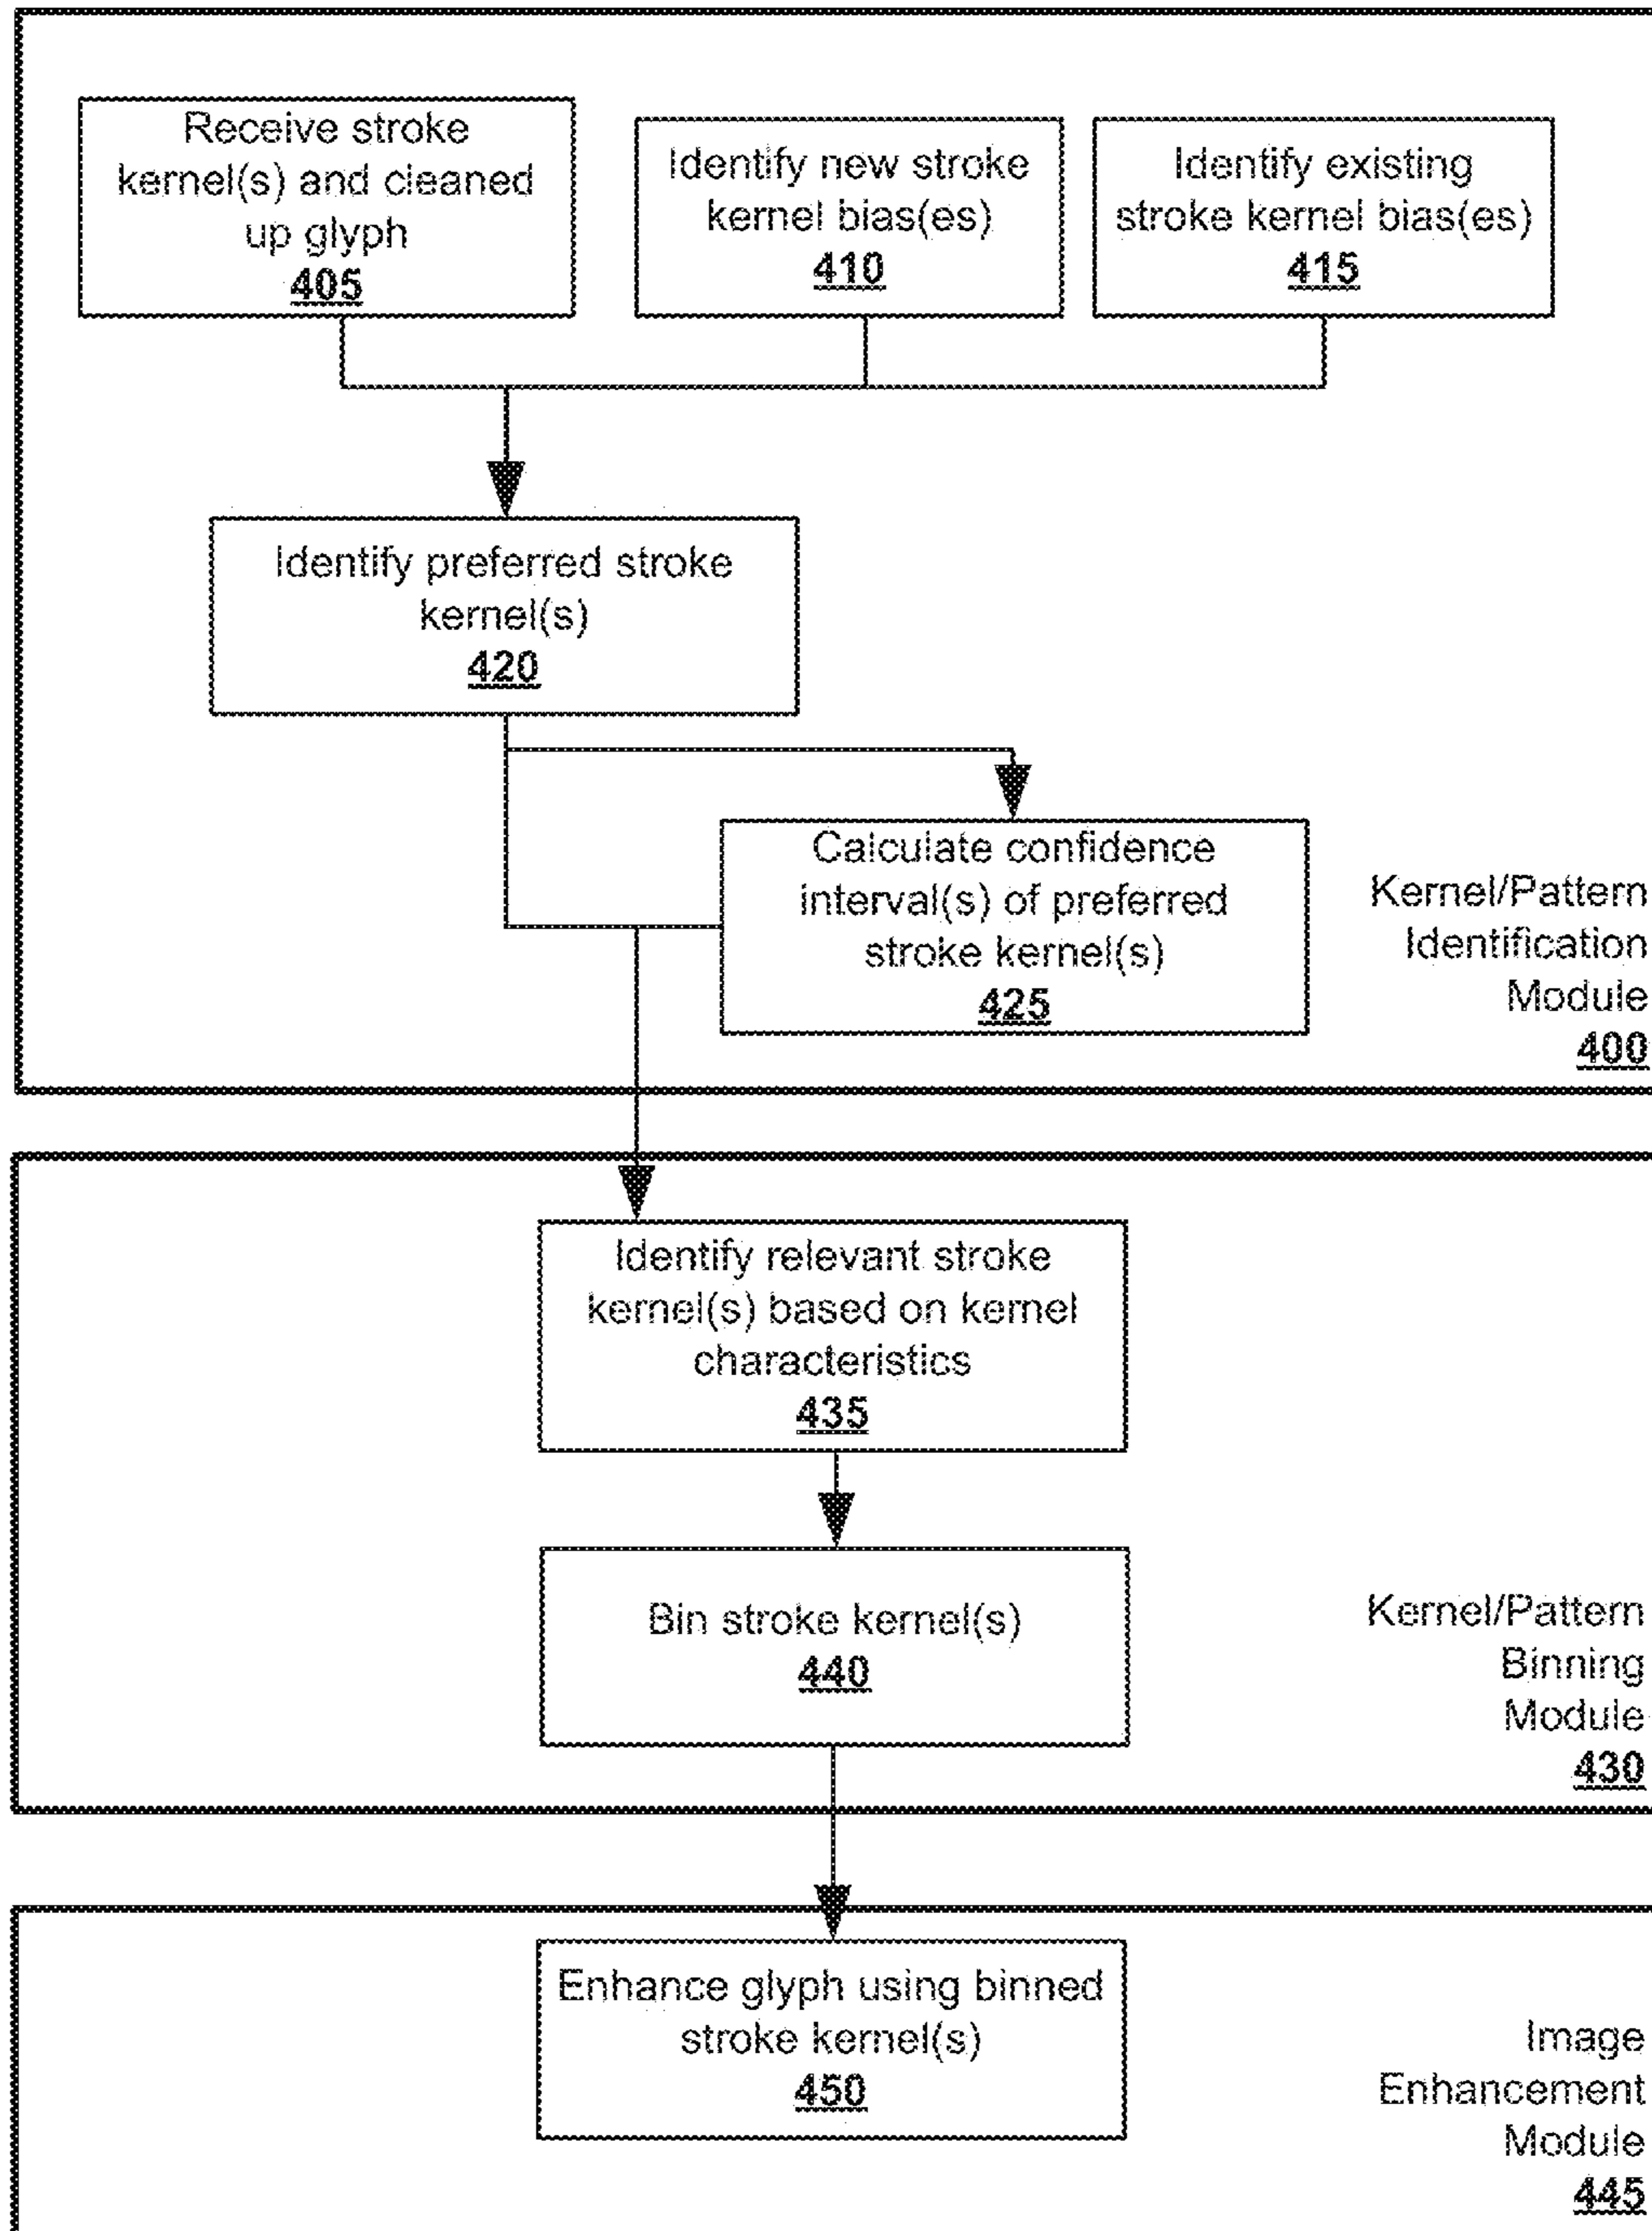 Receive stroke
kernel(s) and cleaned
up glyph
405
Identify new stroke
kernel bias(es)
410
Identify existing
stroke kernel bias(es)
415
Identify preferred stroke
kernel(s)
420
Calculate confidence
interval(s) of preferred
stroke kernel(s)
425
Kernel/Pattern
Identification
Module
400
Identify relevant stroke
kernel(s) based on kernel
characteristics
435
Bin stroke kernel(s)
440
Kernel/Pattern
Binning
Module
430
Enhance glyph using binned
stroke kernel(s)
450
Image
Enhancement
Module
445